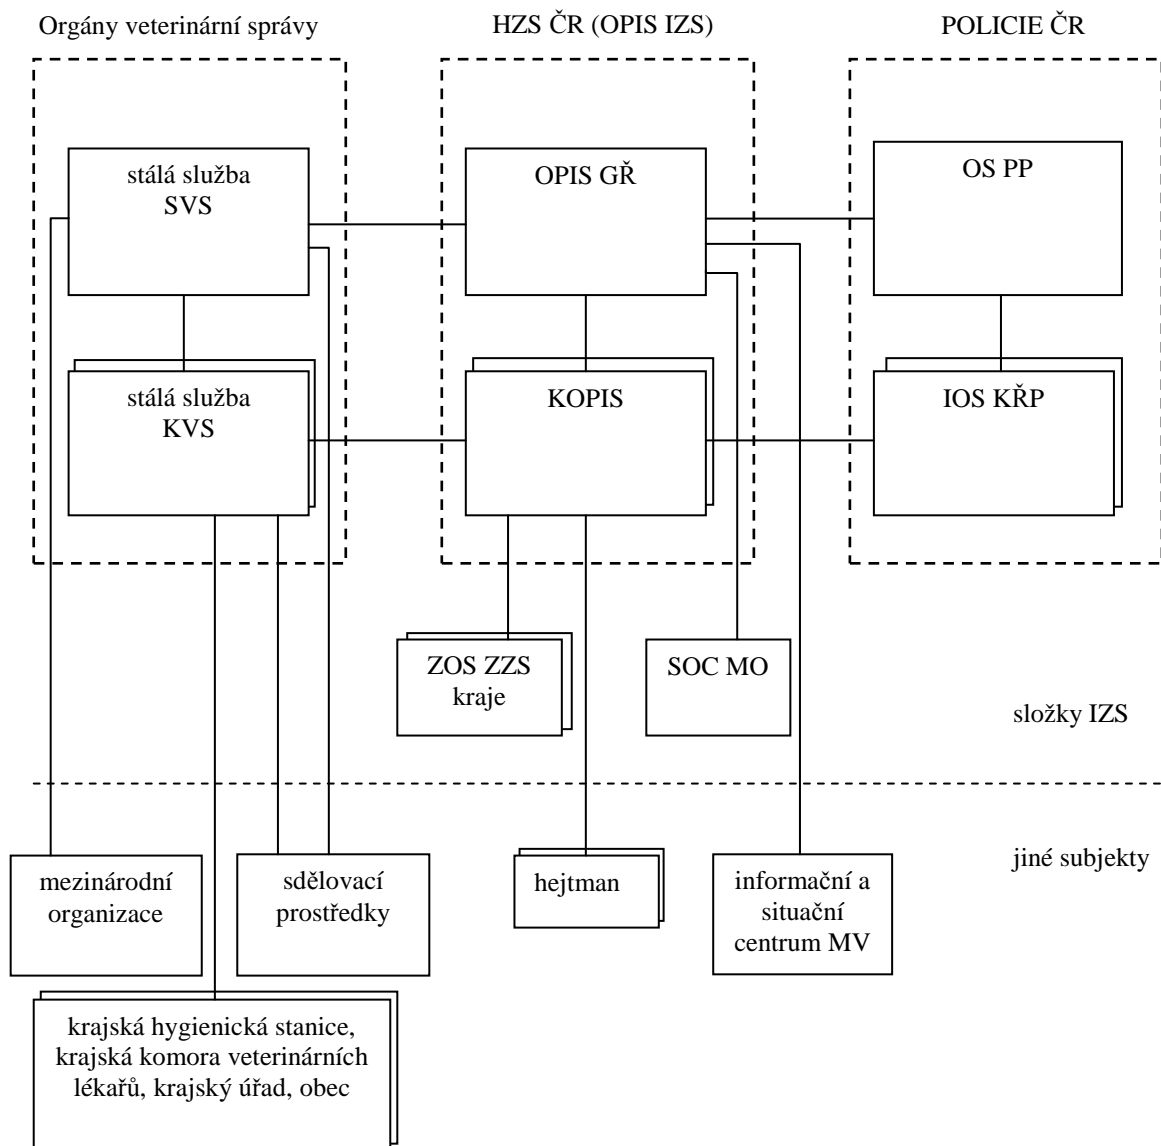 Orgány veterinární správy
HZS ČR (OPIS IZS)
POLICIE ČR
stálá služba
SVS
OPIS GŘ
OS PP
stálá služba
KVS
KOPIS
IOS KŘP
ZOS ZZS
kraje
SOC MO
složky IZS
jiné subjekty
mezinárodní
organizace
sdělovací
prostředky
hejtman
informační a
situační
centrum MV
krajská hygienická stanice,
krajská komora veterinárních
lékařů, krajský úřad, obec